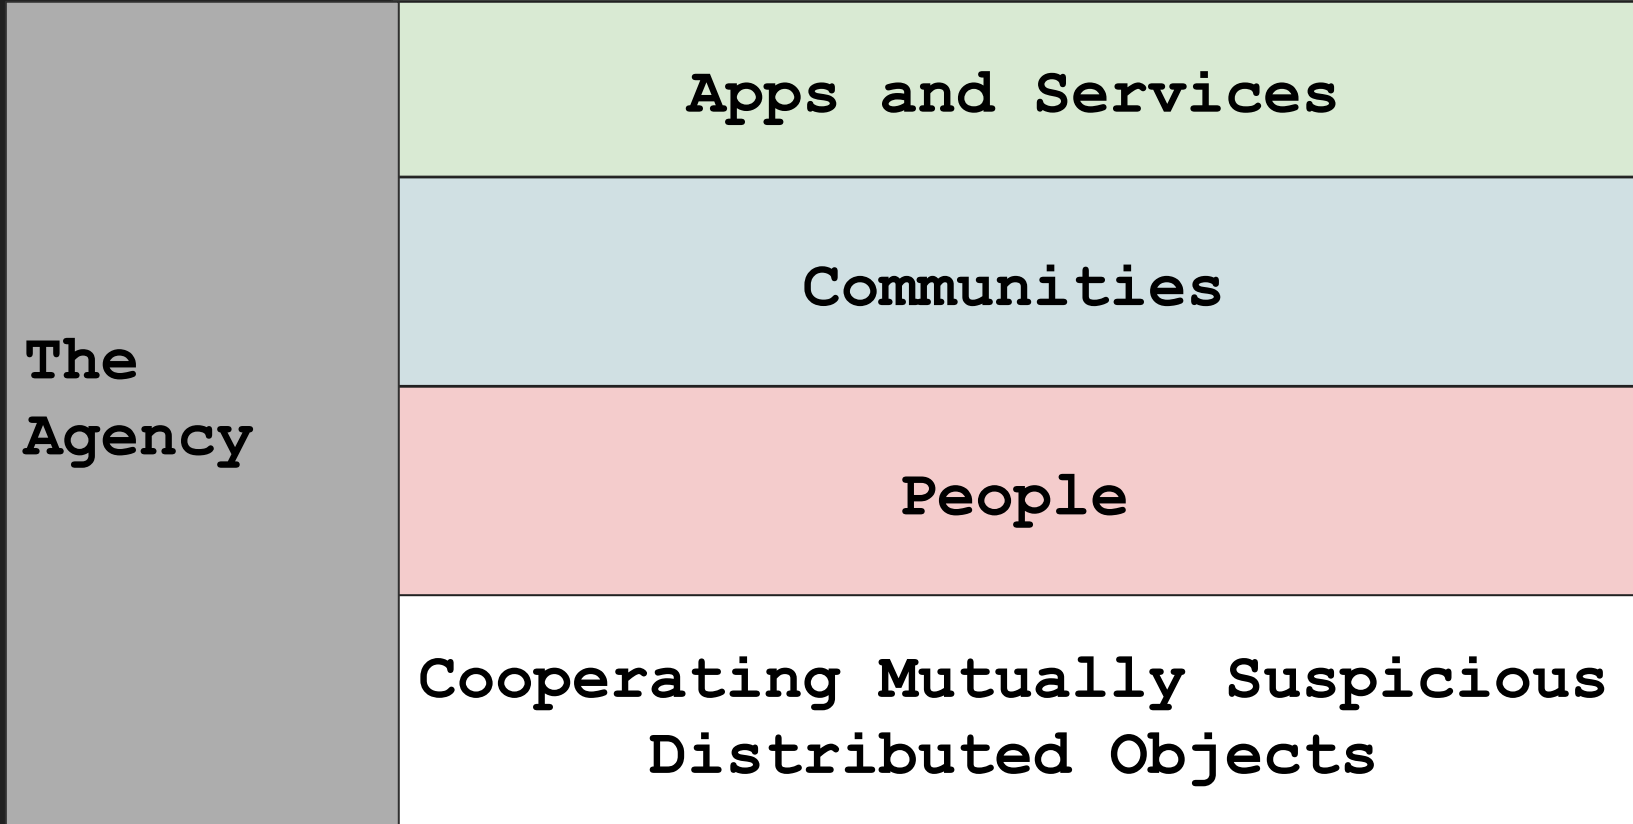 The
Agency
Apps and Services
Communities
People
Cooperating Mutually Suspicious
Distributed Objects